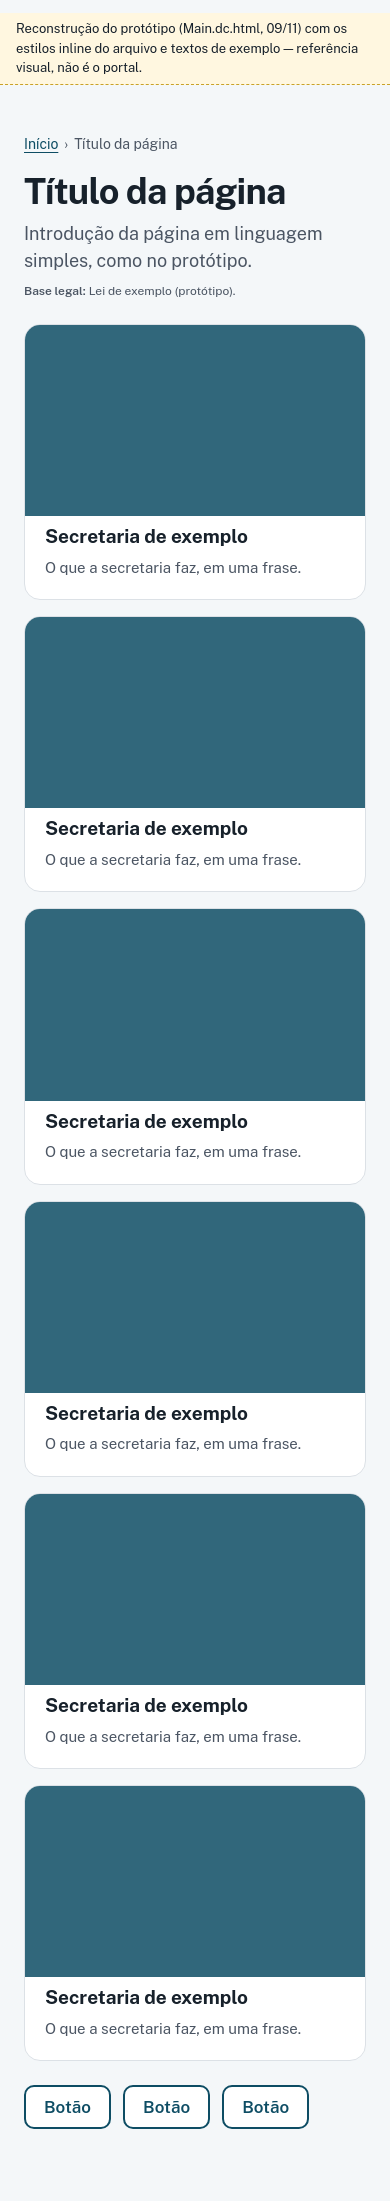 Reconstrução do protótipo (Main.dc.html, 09/11) com os
estilos inline do arquivo e textos de exemplo — referência
visual, não é o portal.
Início › Título da página
Título da página
Introdução da página em linguagem
simples, como no protótipo.
Base legal: Lei de exemplo (protótipo).
Secretaria de exemplo
O que a secretaria faz, em uma frase.
Secretaria de exemplo
O que a secretaria faz, em uma frase.
Secretaria de exemplo
O que a secretaria faz, em uma frase.
Secretaria de exemplo
O que a secretaria faz, em uma frase.
Secretaria de exemplo
O que a secretaria faz, em uma frase.
Secretaria de exemplo
O que a secretaria faz, em uma frase.
Botão Botão Botão